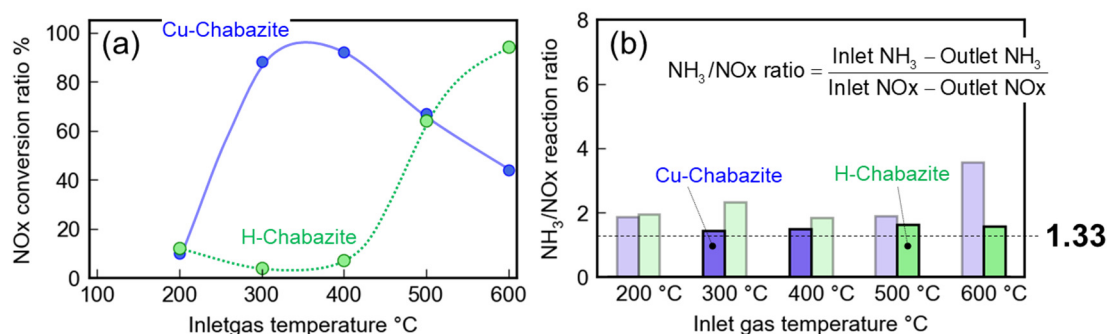 (a)
Cu-Chabazite
H-Chabazite
NOx conversion ratio %
100
80
60
40
20
0
100 200 300 400 500 600
Inletgas temperature °C
(b)
NH₃/NOx ratio = Inlet NH₃ – Outlet NH₃
Inlet NOx – Outlet NOx
Cu-Chabazite
H-Chabazite
1.33
NH₃/NOx reaction ratio
8
6
4
2
0
200 °C 300 °C 400 °C 500 °C 600 °C
Inlet gas temperature °C